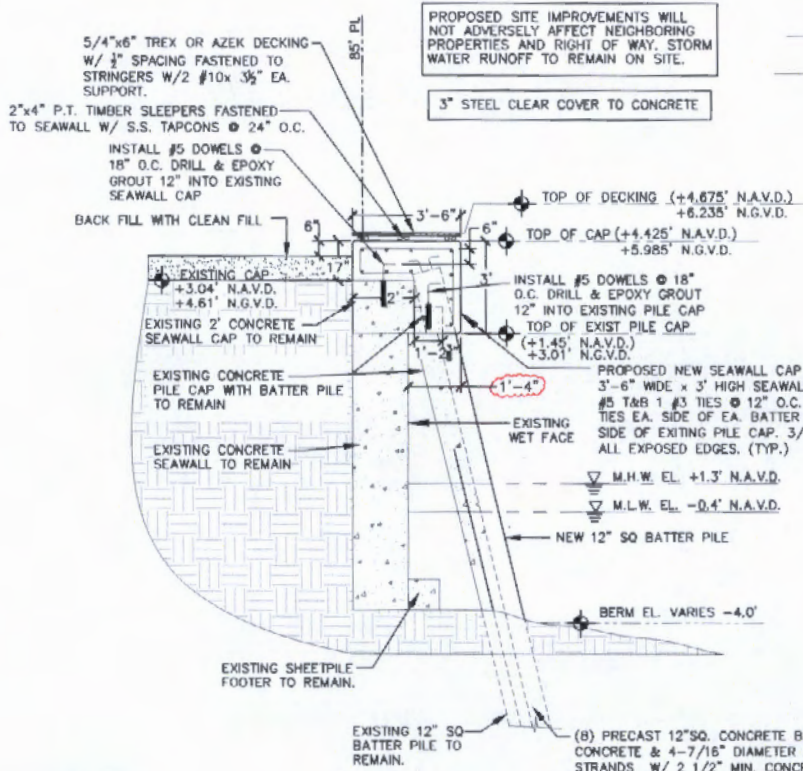 PROPOSED SITE IMPROVEMENTS WILL
NOT ADVERSELY AFFECT NEIGHBORING
PROPERTIES AND RIGHT OF WAY. STORM
WATER RUNOFF TO REMAIN ON SITE.
3" STEEL CLEAR COVER TO CONCRETE
85' PL
5/4"x6" TREX OR AZEK DECKING
W/ ½" SPACING FASTENED TO
STRINGERS W/2 #10x 3½" EA.
SUPPORT.
2"x4" P.T. TIMBER SLEEPERS FASTENED
TO SEAWALL W/ S.S. TAPCONS @ 24" O.C.
INSTALL #5 DOWELS @
18" O.C. DRILL & EPOXY
GROUT 12" INTO EXISTING
SEAWALL CAP
BACK FILL WITH CLEAN FILL
6"
3'-6"
6"
TOP OF DECKING (+4.675' N.A.V.D.)
+6.235' N.G.V.D.
TOP OF CAP (+4.425' N.A.V.D.)
+5.985' N.G.V.D.
17"
3'
EXISTING CAP
+3.04' N.A.V.D.
+4.61' N.G.V.D.
2'
INSTALL #5 DOWELS @ 18"
O.C. DRILL & EPOXY GROUT
12" INTO EXISTING PILE CAP
TOP OF EXIST PILE CAP
(+1.45' N.A.V.D.)
+3.01' N.G.V.D.
EXISTING 2' CONCRETE
SEAWALL CAP TO REMAIN
1'-2"
1'-4"
PROPOSED NEW SEAWALL CAP
3'-6" WIDE x 3' HIGH SEAWAL
#5 T&B 1 #3 TIES @ 12" O.C.
TIES EA. SIDE OF EA. BATTER
SIDE OF EXITING PILE CAP. 3/
ALL EXPOSED EDGES. (TYP.)
EXISTING CONCRETE
PILE CAP WITH BATTER PILE
TO REMAIN
EXISTING
WET FACE
EXISTING CONCRETE
SEAWALL TO REMAIN
M.H.W. EL. +1.3' N.A.V.D.
M.L.W. EL. -0.4' N.A.V.D.
NEW 12" SQ BATTER PILE
BERM EL. VARIES -4.0'
EXISTING SHEETPILE
FOOTER TO REMAIN.
EXISTING 12" SQ
BATTER PILE TO
REMAIN.
(8) PRECAST 12"SQ. CONCRETE B
CONCRETE & 4-7/16" DIAMETER
STRANDS W/ 2 1/2" MIN. CONCR